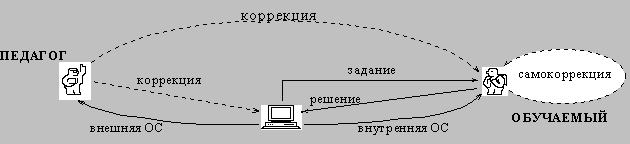 коррекция
ПЕДАГОГ
задание
самокоррекция
коррекция
решение
ОБУЧАЕМЫЙ
внешняя ОС
внутренняя ОС